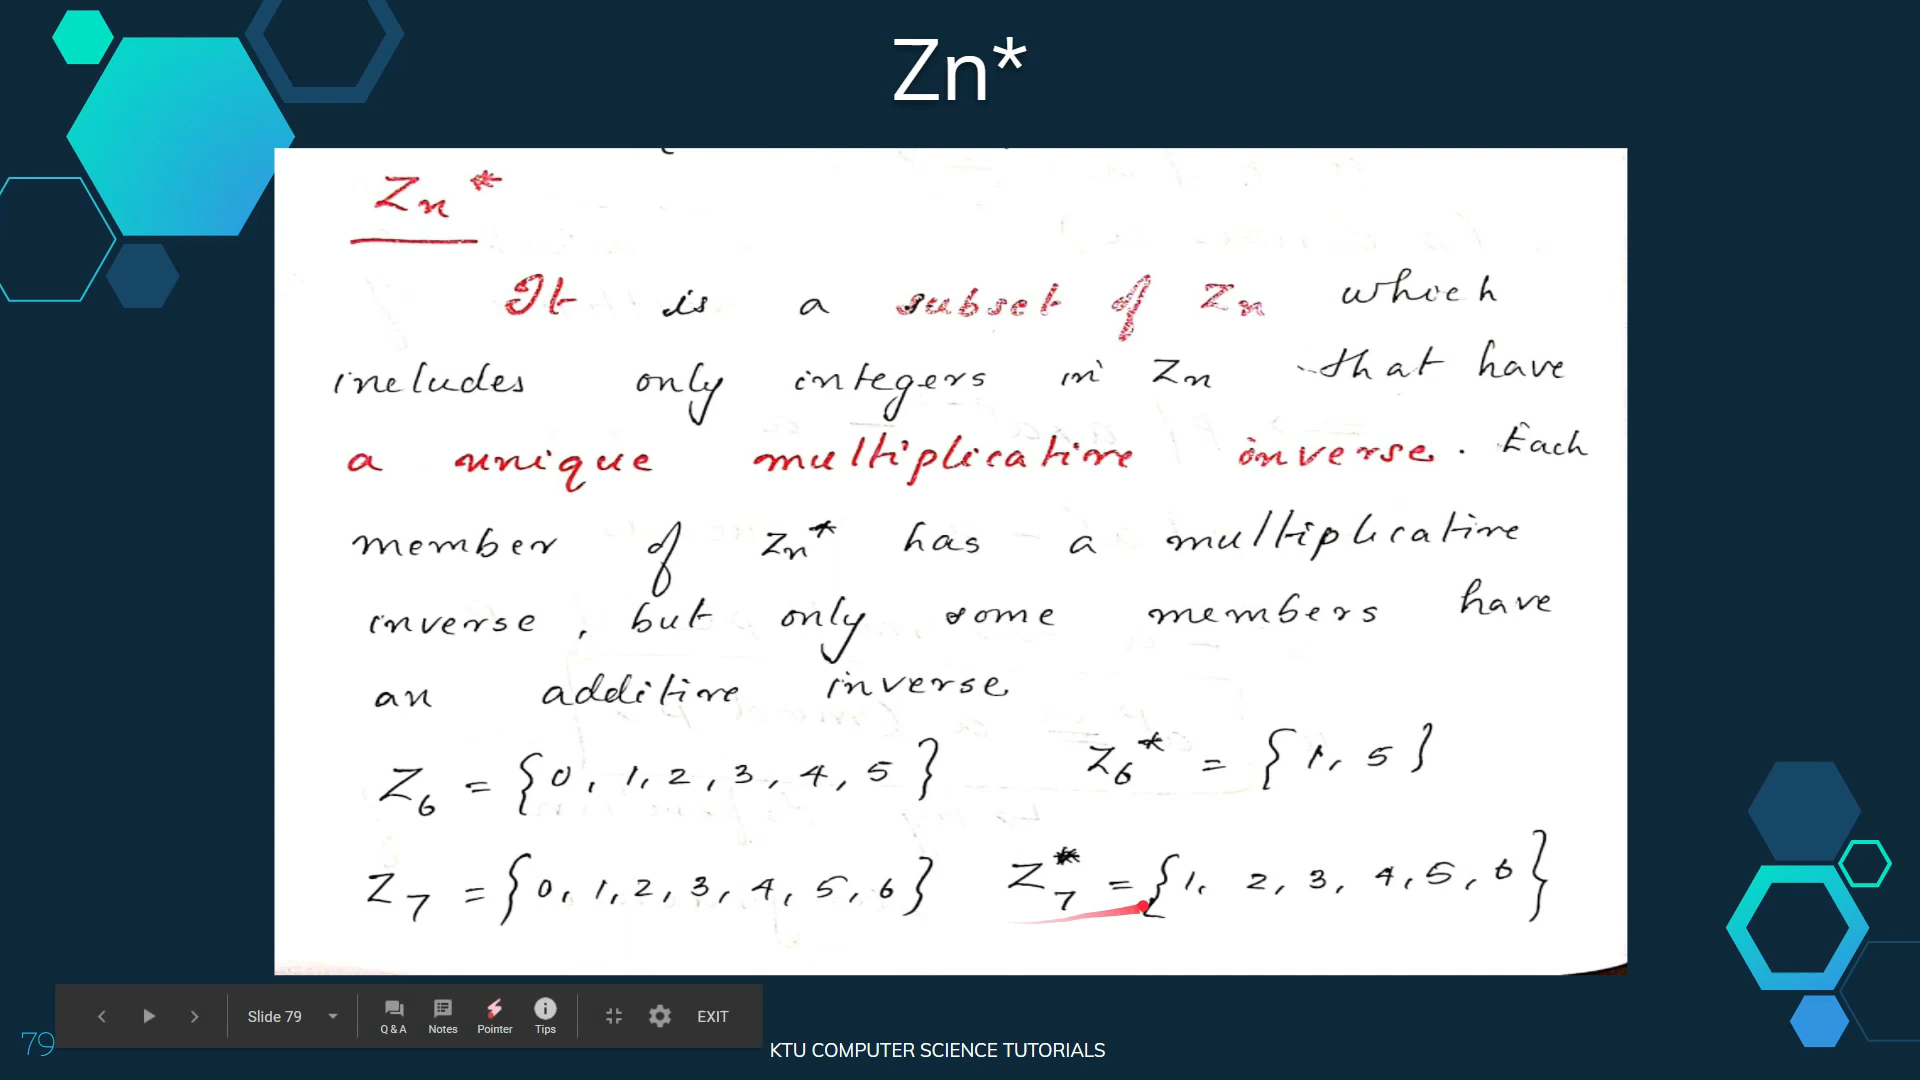 Zn*
Zn*
It is a subset of Zn which
includes only integers in Zn that have
a unique multiplicative inverse. Each
member of Zn* has a multiplicative
inverse, but only some members have
an additive inverse
Z6 = {0, 1, 2, 3, 4, 5} Z6* = {1, 5}
Z7 = {0, 1, 2, 3, 4, 5, 6} Z7* = {1, 2, 3, 4, 5, 6}
Slide 79
Q & A Notes Pointer Tips EXIT
79
KTU COMPUTER SCIENCE TUTORIALS